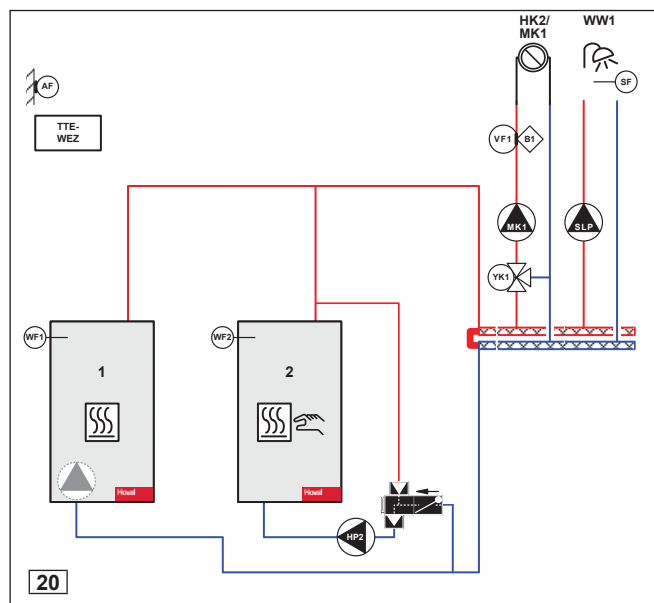 HK2/ WW1
MK1
AF
SF
TTE-
WEZ
VF1 B1
MK1 SLP
YK1
WF1 WF2
1 2
Hoval Hoval
HP2
20